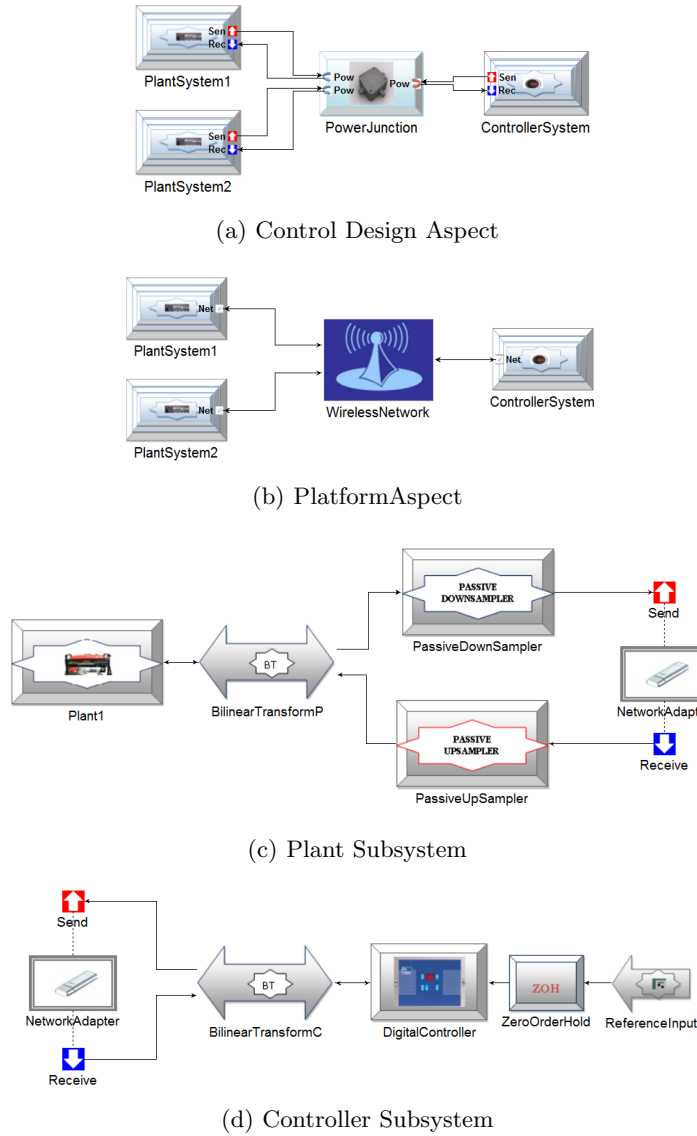 Sen
Rec
PlantSystem1
Pow
Pow
Pow
PowerJunction
Sen
Rec
ControllerSystem
Sen
Rec
PlantSystem2
(a) Control Design Aspect
Net
PlantSystem1
WirelessNetwork
Net
ControllerSystem
Net
PlantSystem2
(b) PlatformAspect
PASSIVE
DOWNSAMPLER
PassiveDownSampler
Send
Plant1
BT
BilinearTransformP
NetworkAdapt
PASSIVE
UPSAMPLER
PassiveUpSampler
Receive
(c) Plant Subsystem
Send
NetworkAdapter
Receive
BT
BilinearTransformC
DigitalController
ZOH
ZeroOrderHold
ReferenceInput
(d) Controller Subsystem